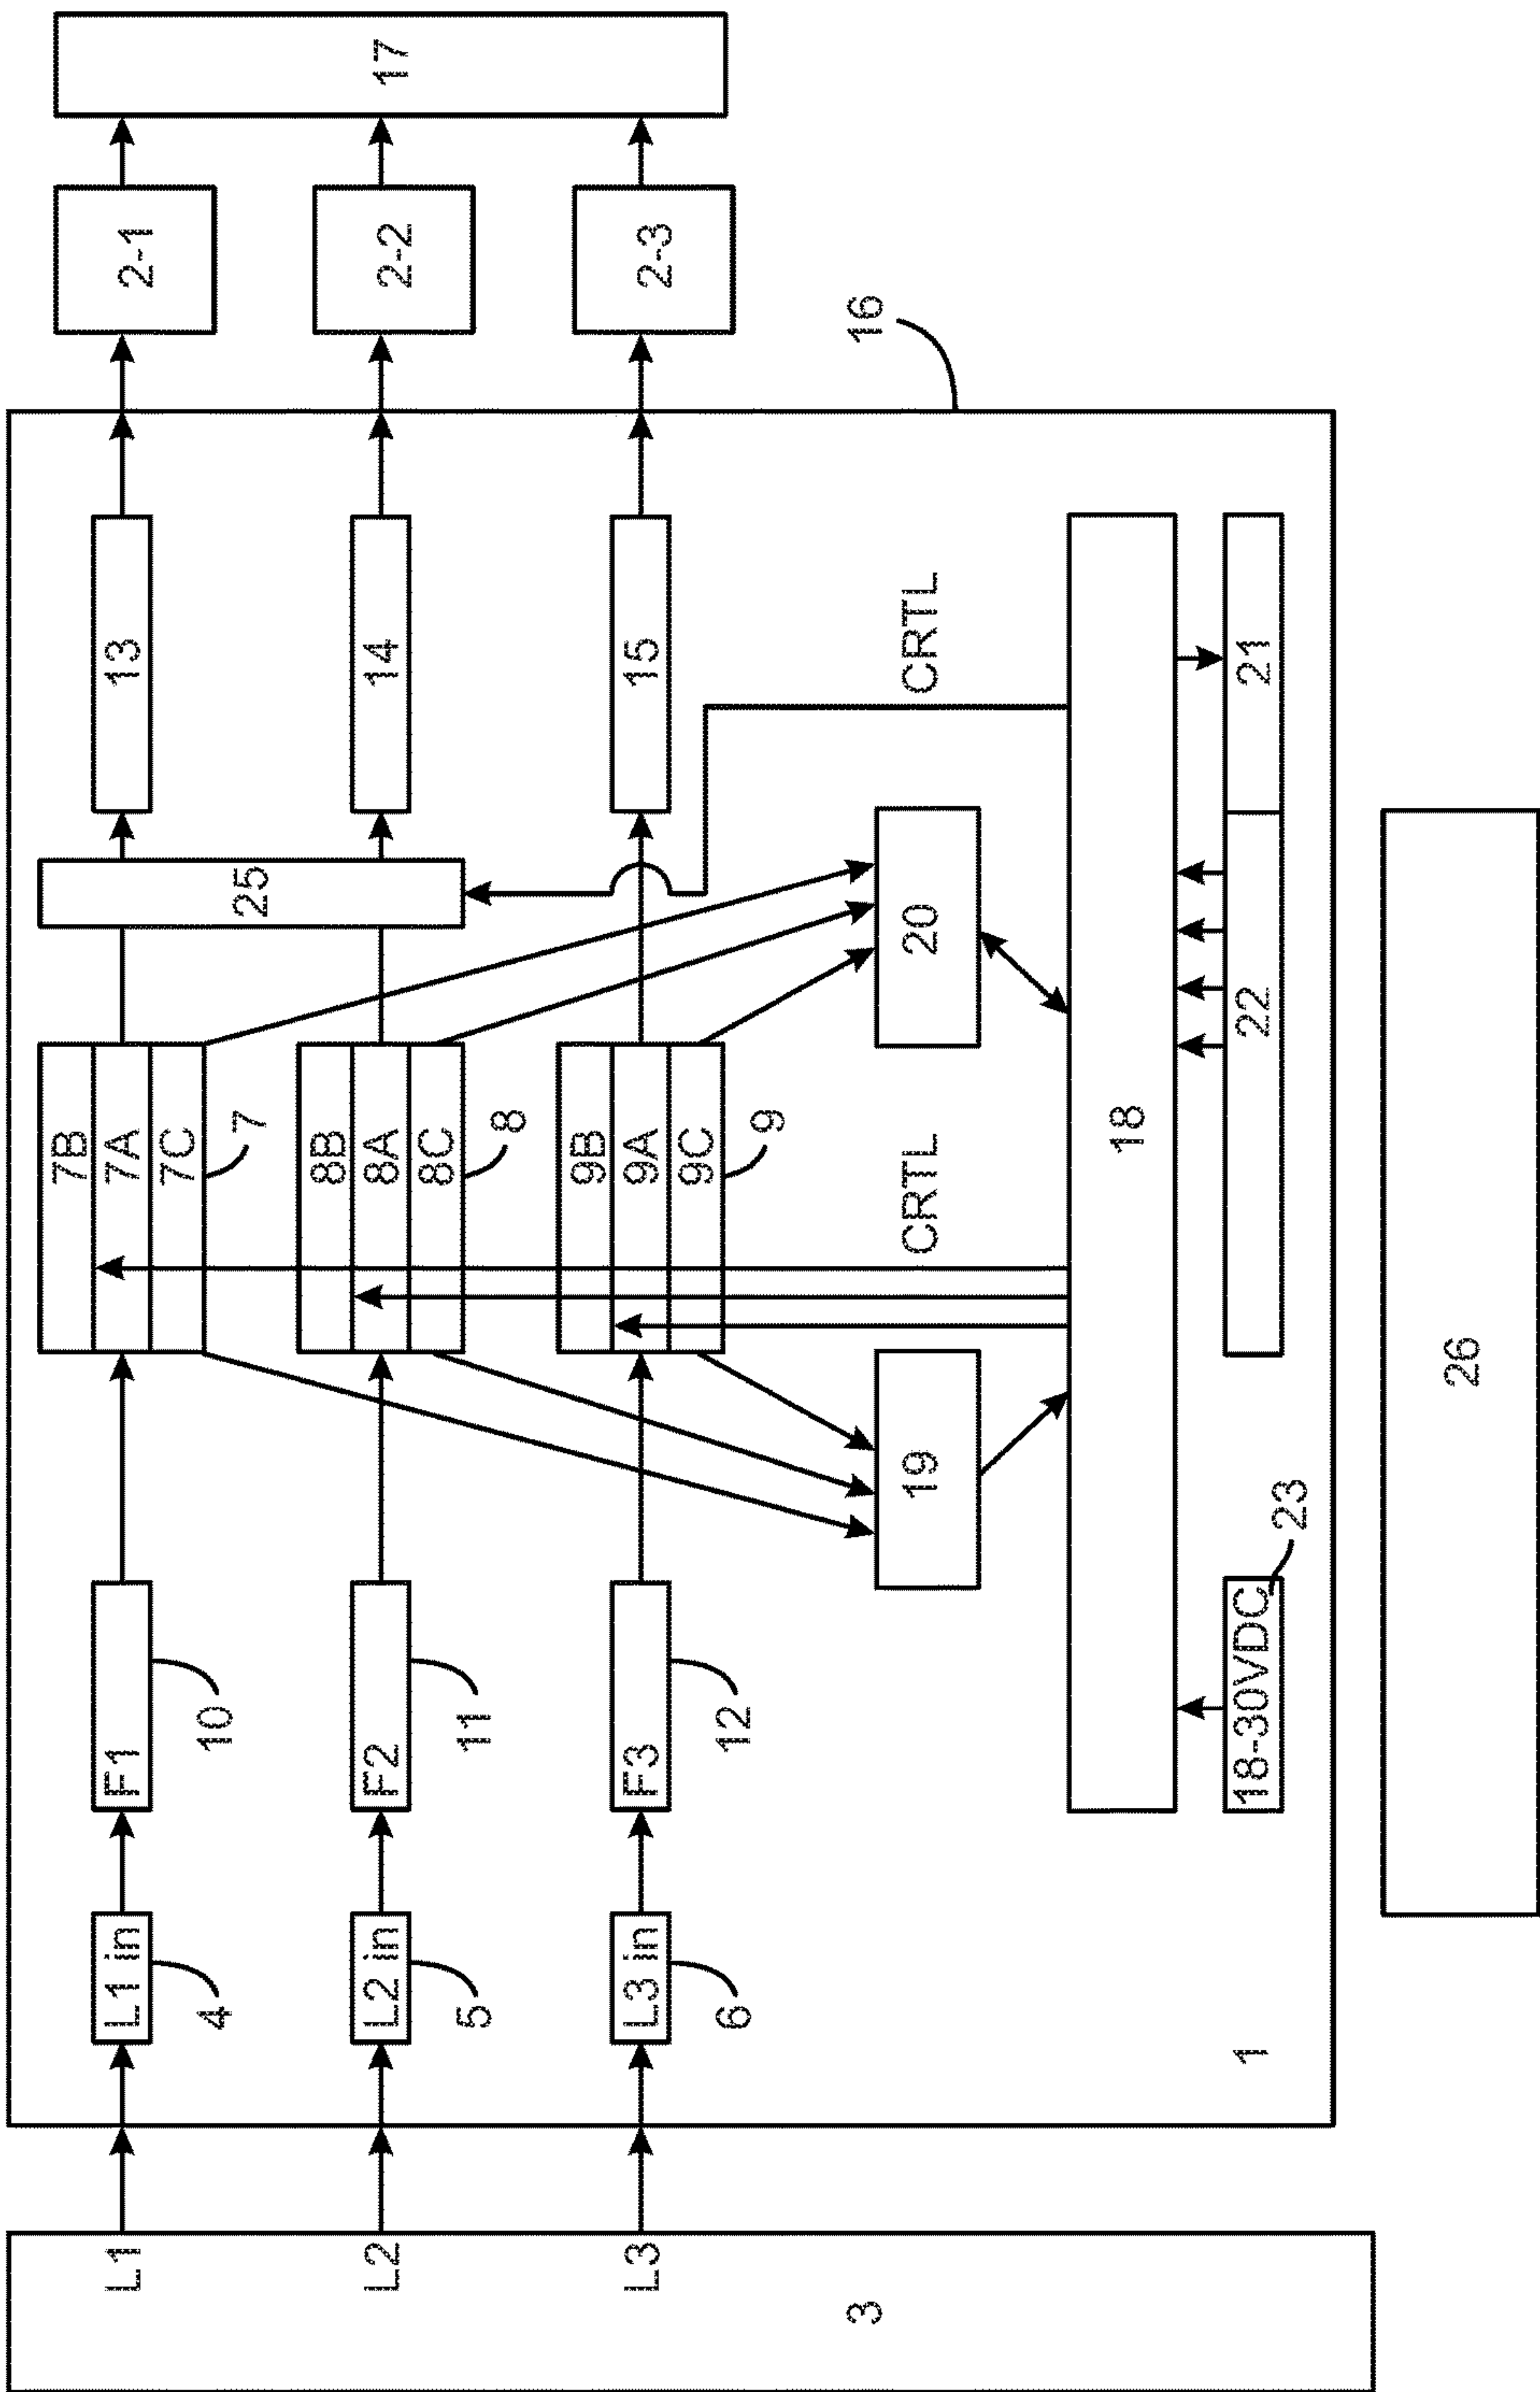 3
L1
L2
L3
L1 in
4
L2 in
5
L3 in
6
1
F1
10
F2
11
F3
12
18-30VDC
23
7B
7A
7C
7
8B
8A
8C
8
9B
9A
9C
9
19
CRTL
20
CRTL
18
22
21
25
13
14
15
16
2-1
2-2
2-3
17
26